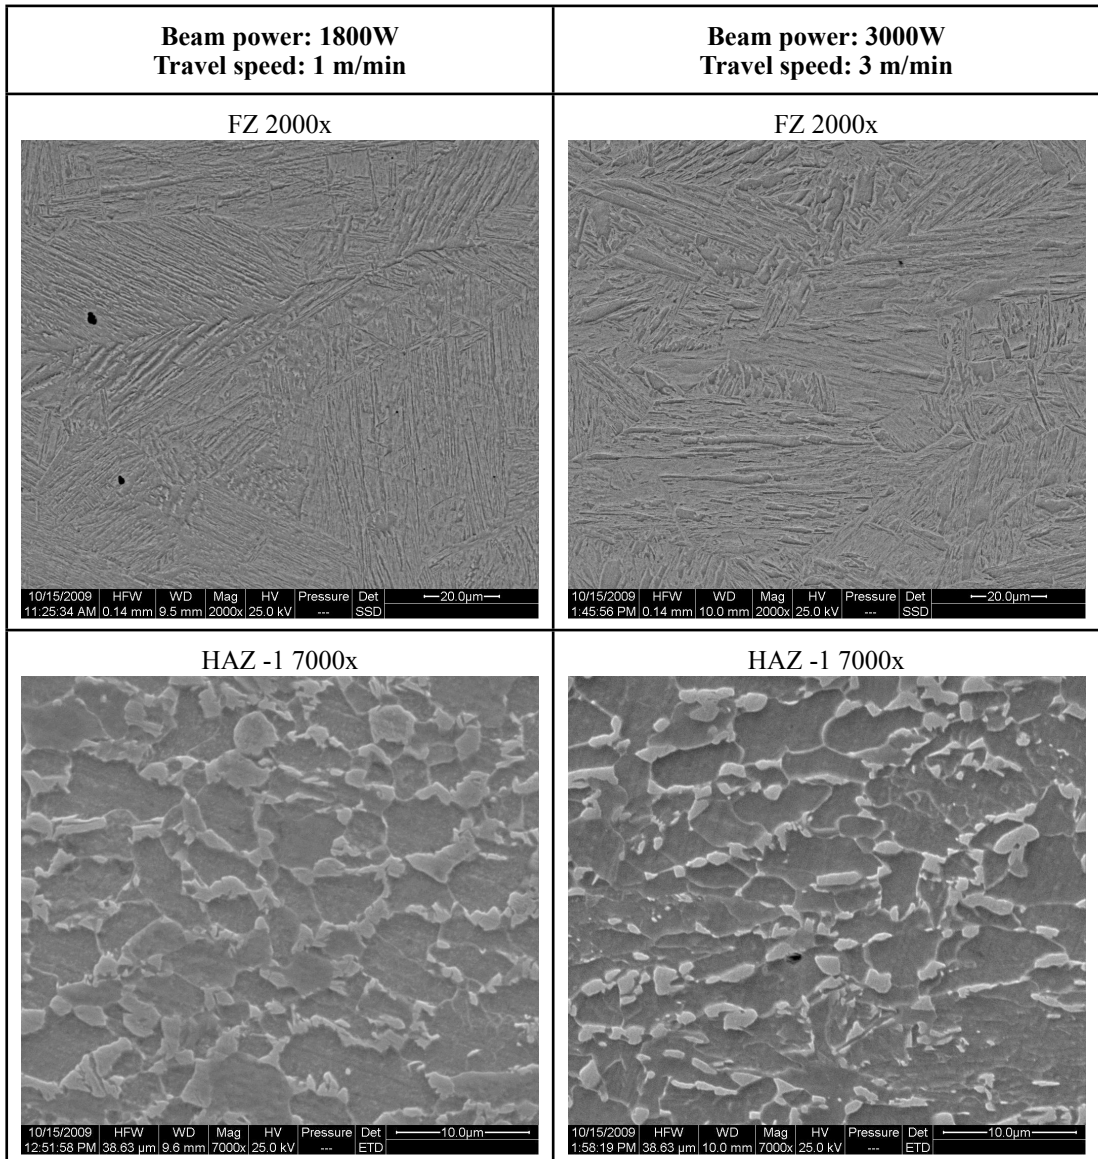 Beam power: 1800W
Travel speed: 1 m/min
Beam power: 3000W
Travel speed: 3 m/min
FZ 2000x
FZ 2000x
10/15/2009 HFW WD Mag HV Pressure Det
11:25:34 AM 0.14 mm 9.5 mm 2000x 25.0 kV --- SSD 20.0µm
10/15/2009 HFW WD Mag HV Pressure Det
1:45:56 PM 0.14 mm 10.0 mm 2000x 25.0 kV --- SSD 20.0µm
HAZ -1 7000x
HAZ -1 7000x
10/15/2009 HFW WD Mag HV Pressure Det
12:51:58 PM 38.63 µm 9.6 mm 7000x 25.0 kV --- ETD 10.0µm
10/15/2009 HFW WD Mag HV Pressure Det
1:58:19 PM 38.63 µm 10.0 mm 7000x 25.0 kV --- ETD 10.0µm